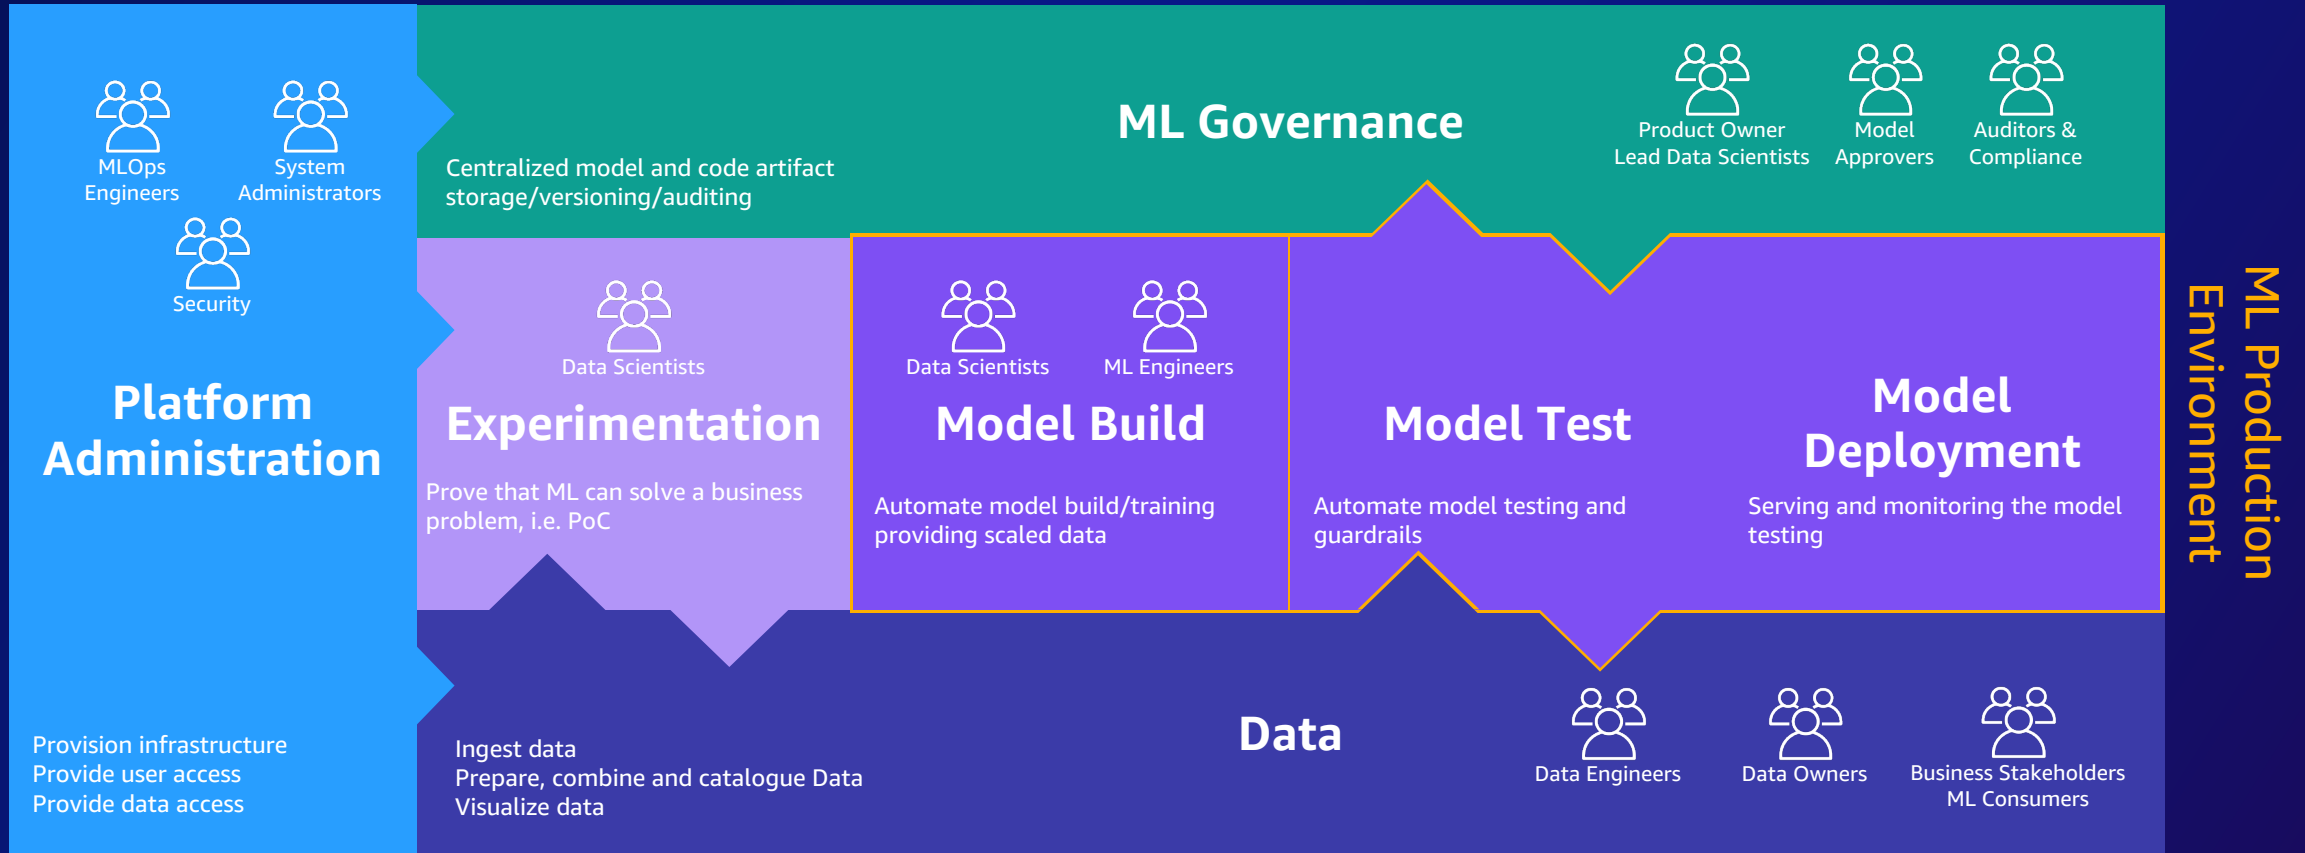 MLOps
Engineers
System
Administrators
Security
Platform
Administration
Provision infrastructure
Provide user access
Provide data access
ML Governance
Centralized model and code artifact
storage/versioning/auditing
Product Owner
Lead Data Scientists
Model
Approvers
Auditors &
Compliance
Data Scientists
Experimentation
Prove that ML can solve a business
problem, i.e. PoC
Data Scientists
ML Engineers
Model Build
Automate model build/training
providing scaled data
Model Test
Automate model testing and
guardrails
Model
Deployment
Serving and monitoring the model
testing
Data
Ingest data
Prepare, combine and catalogue Data
Visualize data
Data Engineers
Data Owners
Business Stakeholders
ML Consumers
ML Production
Environment